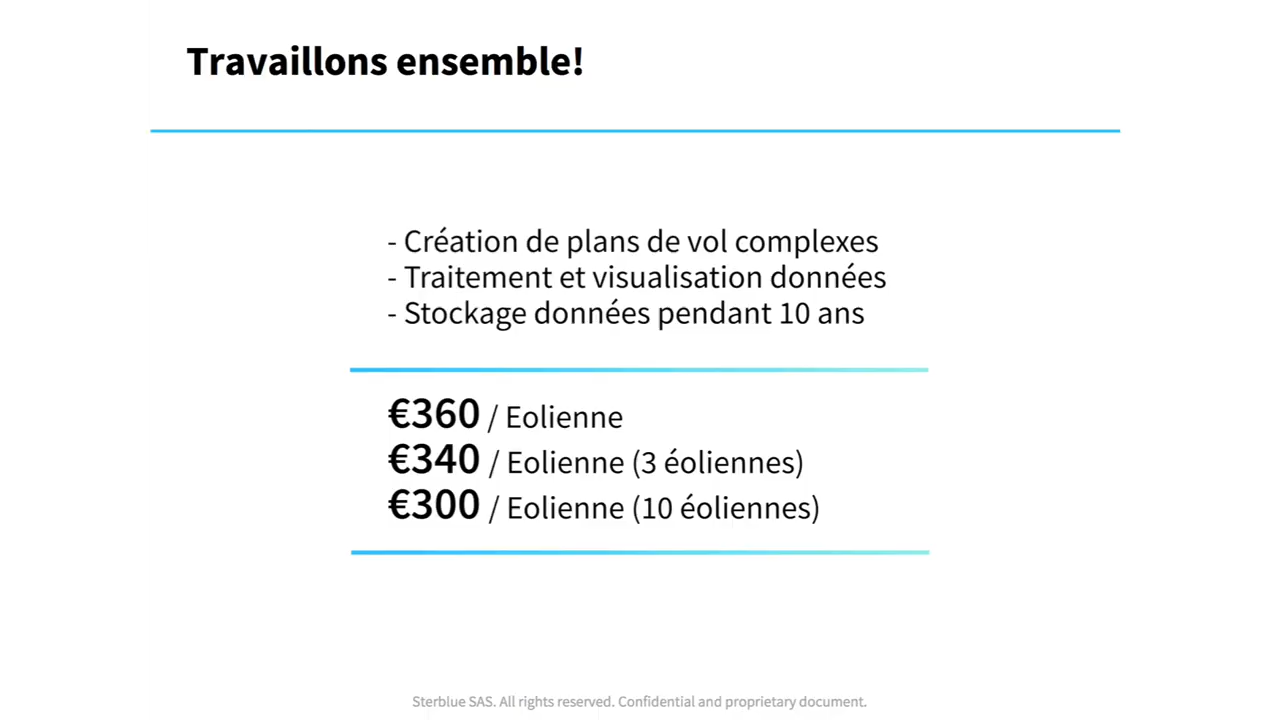 Travaillons ensemble!
- Création de plans de vol complexes
- Traitement et visualisation données
- Stockage données pendant 10 ans
€360 / Eolienne
€340 / Eolienne (3 éoliennes)
€300 / Eolienne (10 éoliennes)
Sterblue SAS. All rights reserved. Confidential and proprietary document.